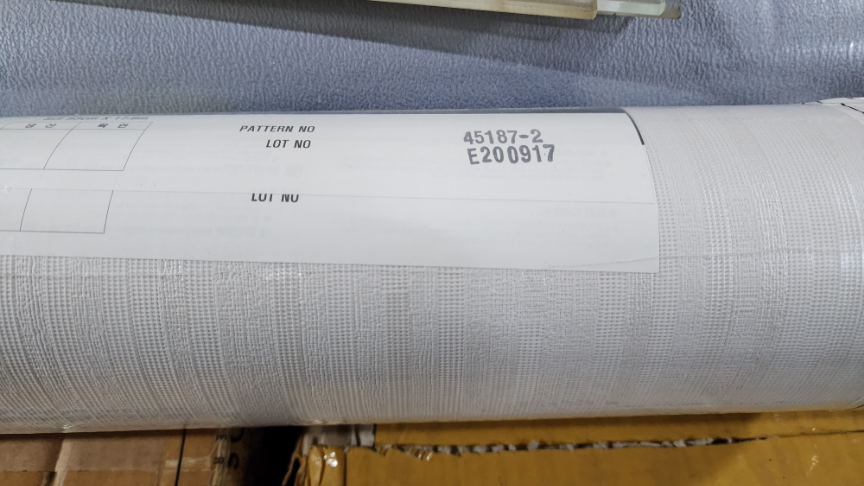 PATTERN NO 45187-2
LOT NO E200917
LOT NO